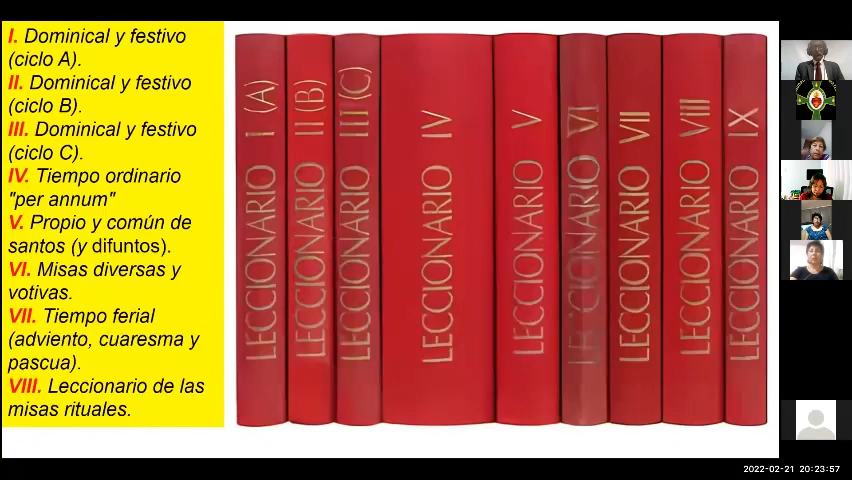 I. Dominical y festivo
(ciclo A).
II. Dominical y festivo
(ciclo B).
III. Dominical y festivo
(ciclo C).
IV. Tiempo ordinario
"per annum"
V. Propio y común de
santos (y difuntos).
VI. Misas diversas y
votivas.
VII. Tiempo ferial
(adviento, cuaresma y
pascua).
VIII. Leccionario de las
misas rituales.
LECCIONARIO I (A)
LECCIONARIO II (B)
LECCIONARIO III (C)
LECCIONARIO IV
LECCIONARIO V
LECCIONARIO VI
LECCIONARIO VII
LECCIONARIO VIII
LECCIONARIO IX
2022-02-21 20:23:57